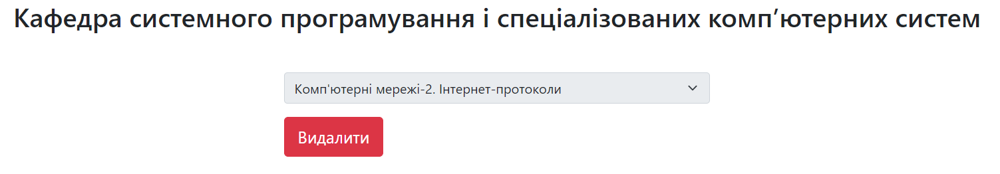 Кафедра системного програмування і спеціалізованих комп’ютерних систем
Комп'ютерні мережі-2. Інтернет-протоколи
Видалити